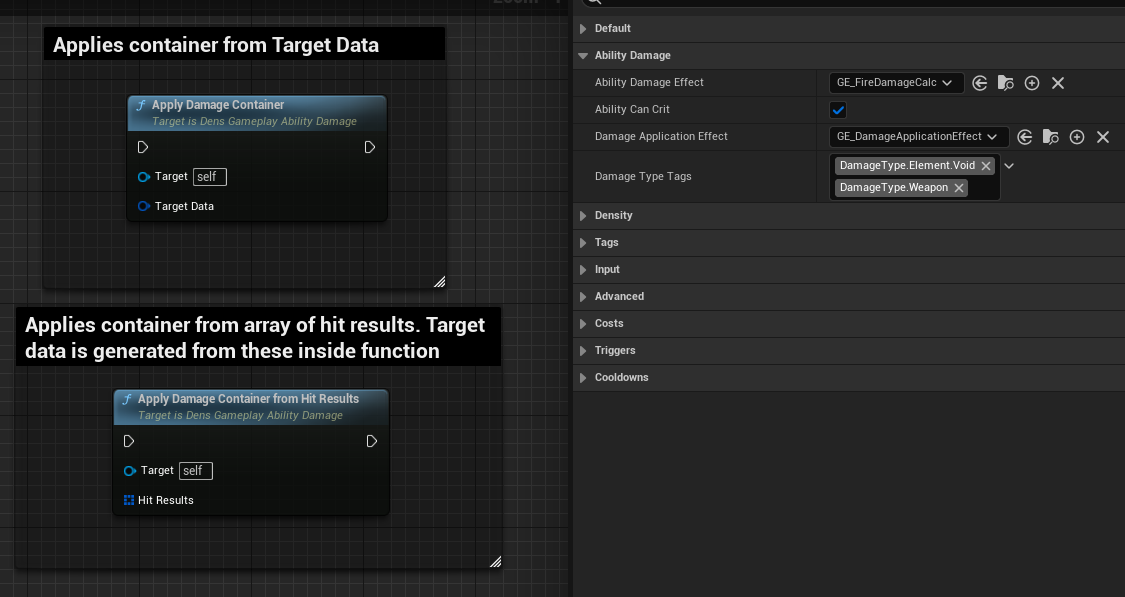 Applies container from Target Data
Apply Damage Container
Target is Dens Gameplay Ability Damage
Target self
Target Data
Applies container from array of hit results. Target
data is generated from these inside function
Apply Damage Container from Hit Results
Target is Dens Gameplay Ability Damage
Target self
Hit Results
Default
Ability Damage
Ability Damage Effect GE_FireDamageCalc
Ability Can Crit
Damage Application Effect GE_DamageApplicationEffect
Damage Type Tags
DamageType.Element.Void
DamageType.Weapon
Density
Tags
Input
Advanced
Costs
Triggers
Cooldowns